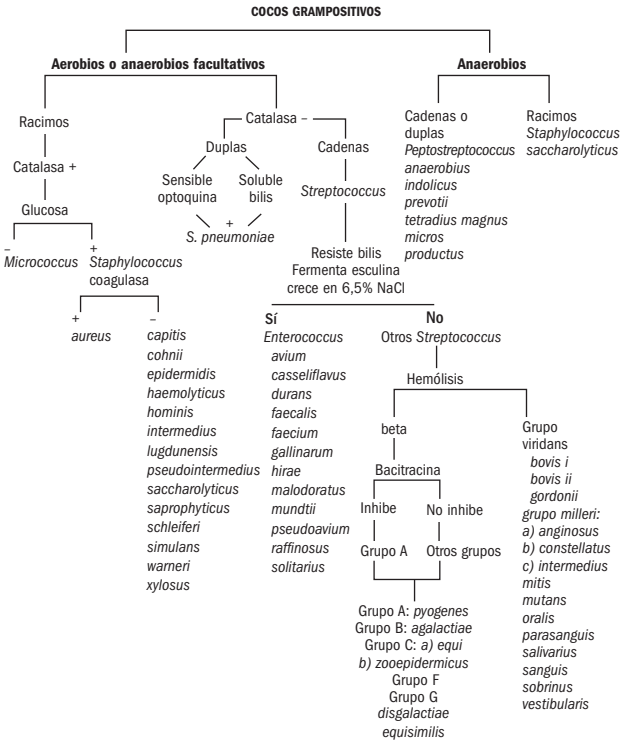 COCOS GRAMPOSITIVOS
Aerobios o anaerobios facultativos
Anaerobios
Racimos
Catalasa +
Glucosa
–
Micrococcus
+
Staphylococcus
coagulasa
+
aureus
–
capitis
cohnii
epidermidis
haemolyticus
hominis
intermedius
lugdunensis
pseudointermedius
saccharolyticus
saprophyticus
schleiferi
simulans
warneri
xylosus
Catalasa –
Duplas
Sensible
optoquina
Soluble
bilis
+
S. pneumoniae
Cadenas
Streptococcus
Resiste bilis
Fermenta esculina
crece en 6,5% NaCl
Sí
Enterococcus
avium
casseliflavus
durans
faecalis
faecium
gallinarum
hirae
malodoratus
mundtii
pseudoavium
raffinosus
solitarius
No
Otros Streptococcus
Hemólisis
beta
Bacitracina
Inhibe
No inhibe
Grupo A
Otros grupos
Grupo A: pyogenes
Grupo B: agalactiae
Grupo C: a) equi
b) zooepidermicus
Grupo F
Grupo G
disgalactiae
equisimilis
Grupo
viridans
bovis i
bovis ii
gordonii
grupo milleri:
a) anginosus
b) constellatus
c) intermedius
mitis
mutans
oralis
parasanguis
salivarius
sanguis
sobrinus
vestibularis
Cadenas o
duplas
Peptostreptococcus
anaerobius
indolicus
prevotii
tetradius magnus
micros
productus
Racimos
Staphylococcus
saccharolyticus